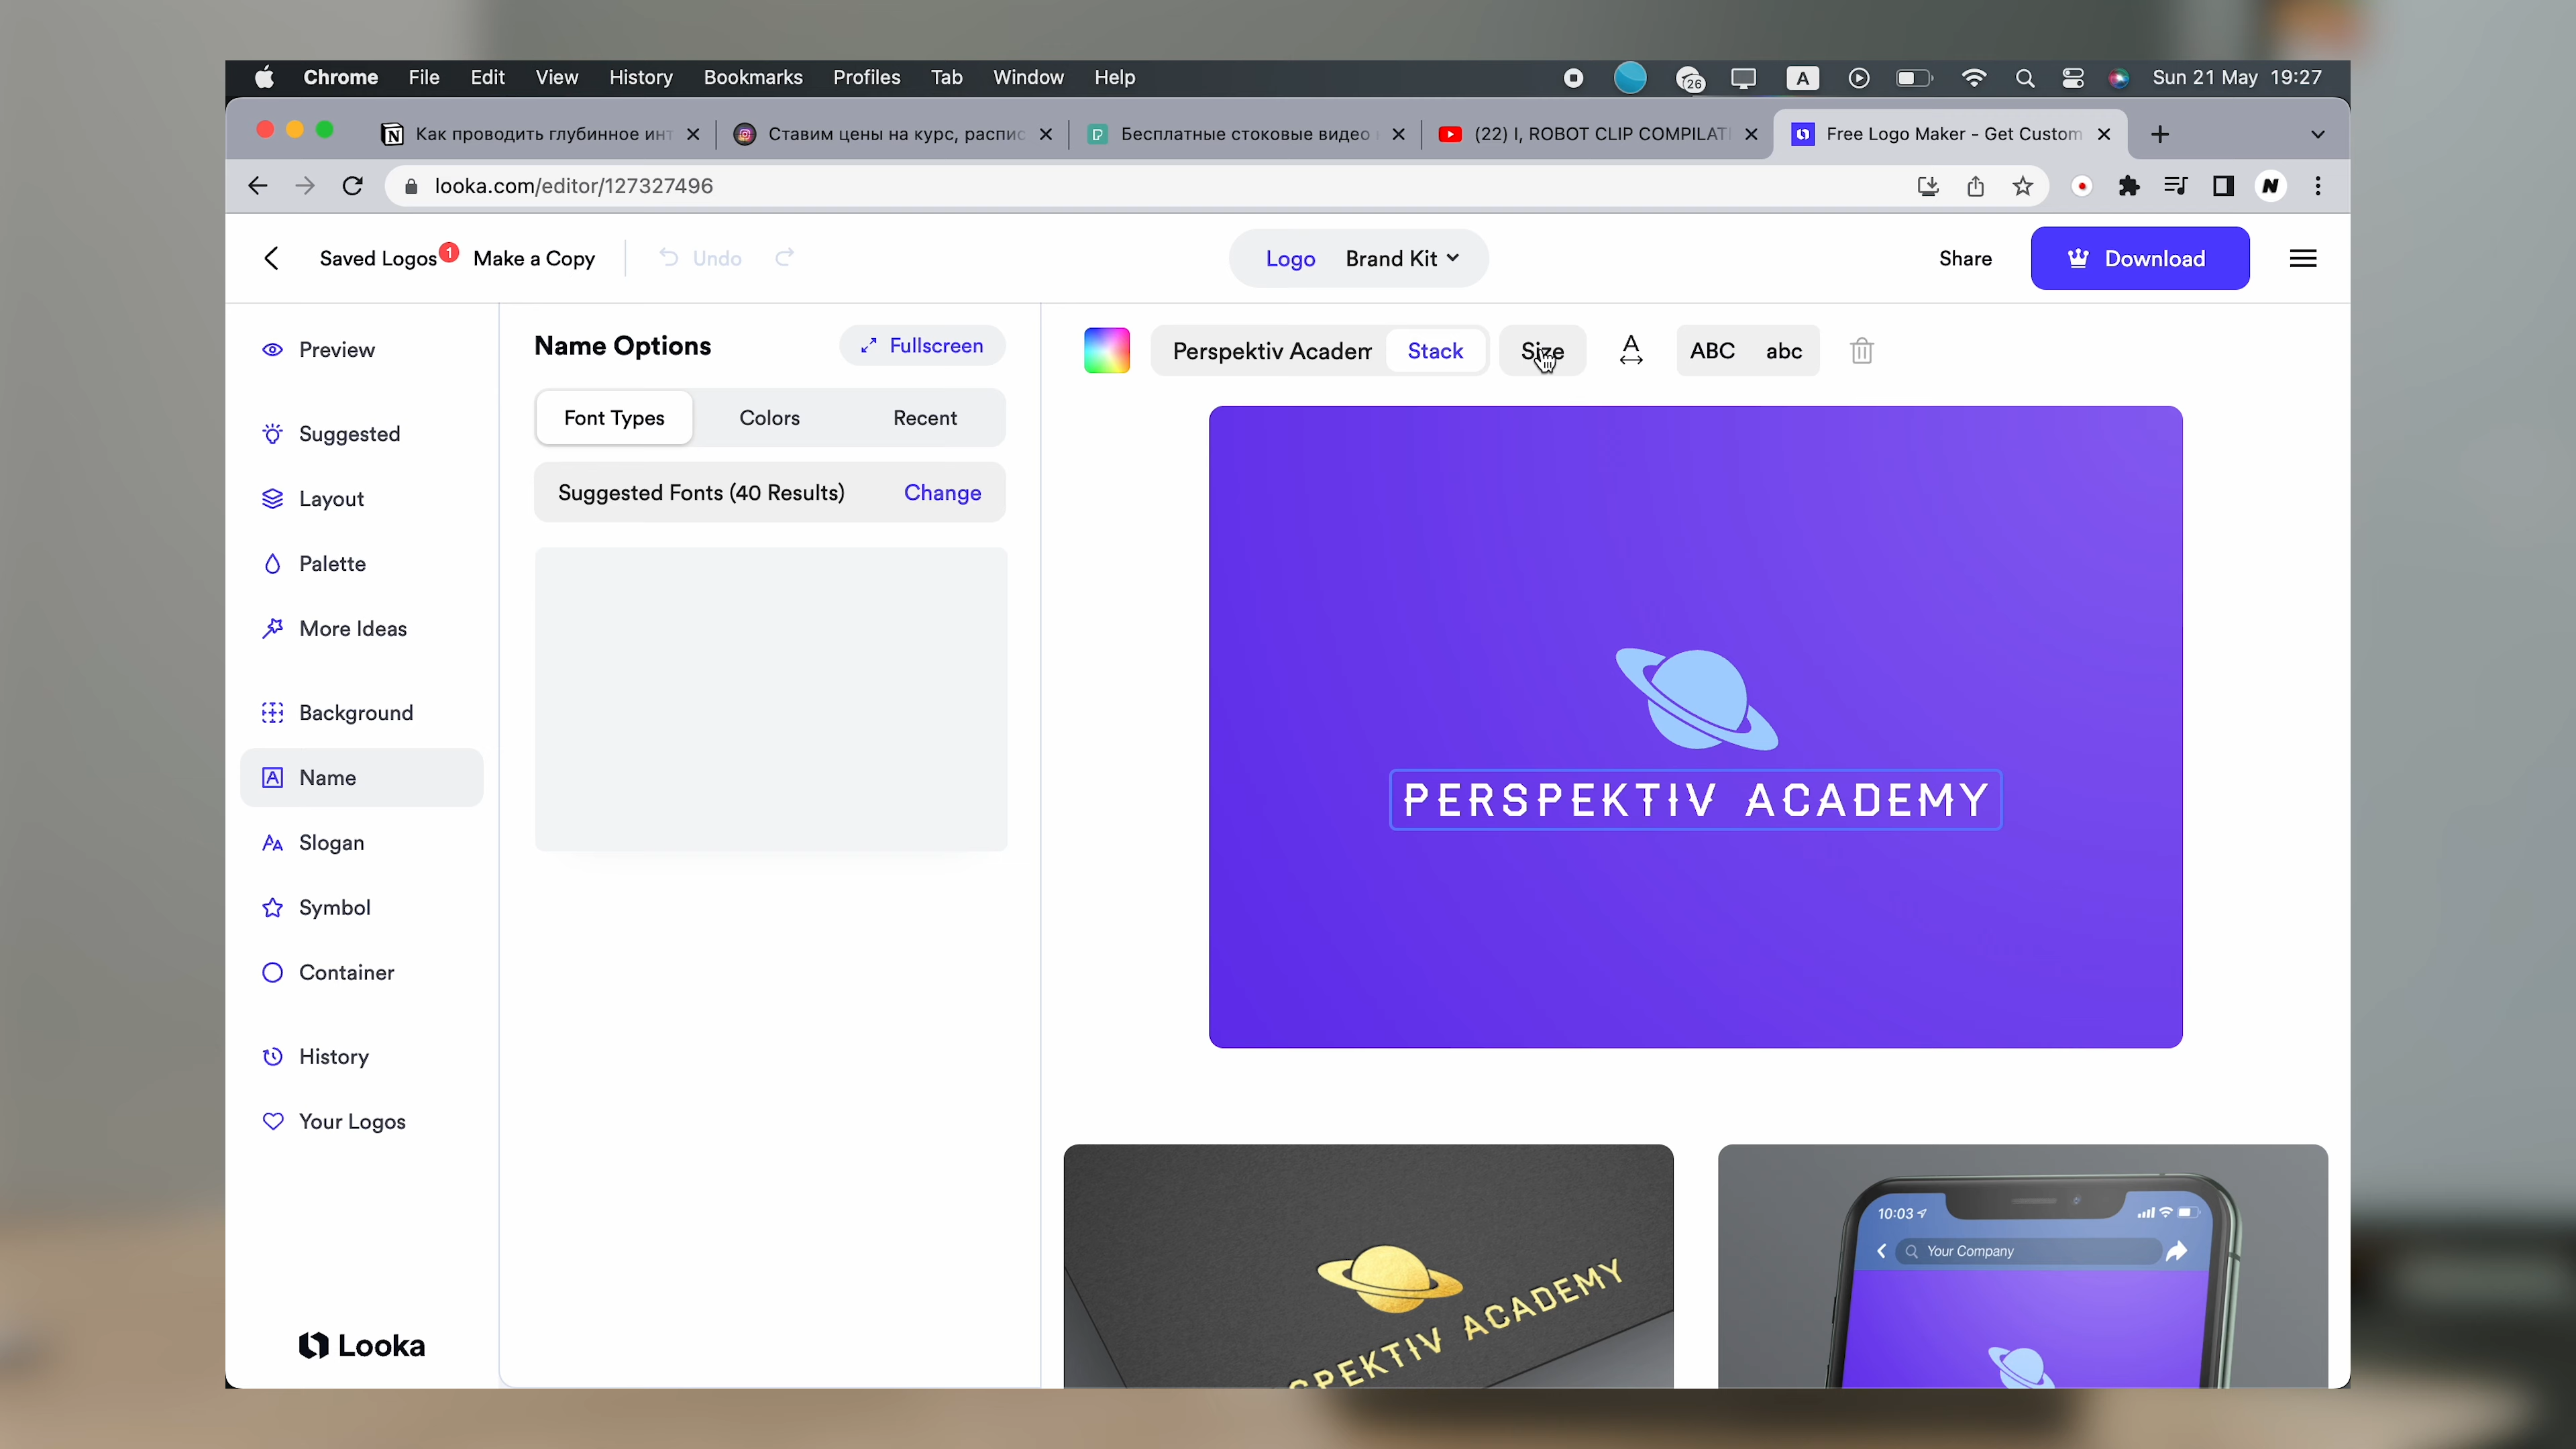 Chrome File Edit View History Bookmarks Profiles Tab Window Help
26 A Sun 21 May 19:27
Как проводить глубинное инт
Ставим цены на курс, распис
Бесплатные стоковые видео
(22) I, ROBOT CLIP COMPILATI
Free Logo Maker - Get Custom
looka.com/editor/127327496
N
Saved Logos 1 Make a Copy Undo
Logo Brand Kit
Share Download
Preview
Suggested
Layout
Palette
More Ideas
Background
Name
Slogan
Symbol
Container
History
Your Logos
Looka
Name Options Fullscreen
Font Types Colors Recent
Suggested Fonts (40 Results) Change
Perspektiv Academ Stack Size A ABC abc
PERSPEKTIV ACADEMY
SPEKTIV ACADEMY
10:03
Your Company